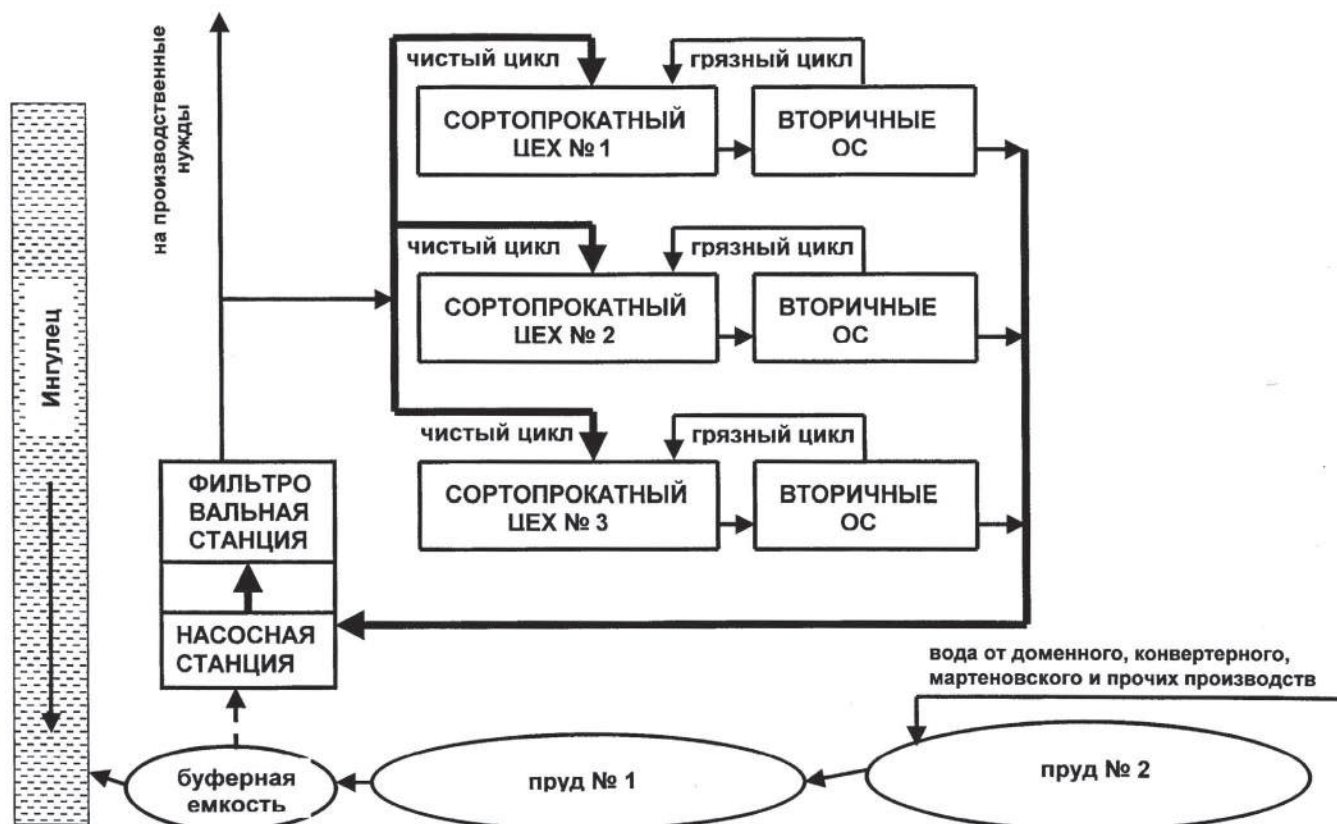 на производственные
нужды
чистый цикл
грязный цикл
СОРТОПРОКАТНЫЙ
ЦЕХ № 1
ВТОРИЧНЫЕ
ОС
чистый цикл
грязный цикл
СОРТОПРОКАТНЫЙ
ЦЕХ № 2
ВТОРИЧНЫЕ
ОС
Ингулец
чистый цикл
грязный цикл
СОРТОПРОКАТНЫЙ
ЦЕХ № 3
ВТОРИЧНЫЕ
ОС
ФИЛЬТРО
ВАЛЬНАЯ
СТАНЦИЯ
НАСОСНАЯ
СТАНЦИЯ
вода от доменного, конвертерного,
мартеновского и прочих производств
буферная
емкость
пруд № 1
пруд № 2